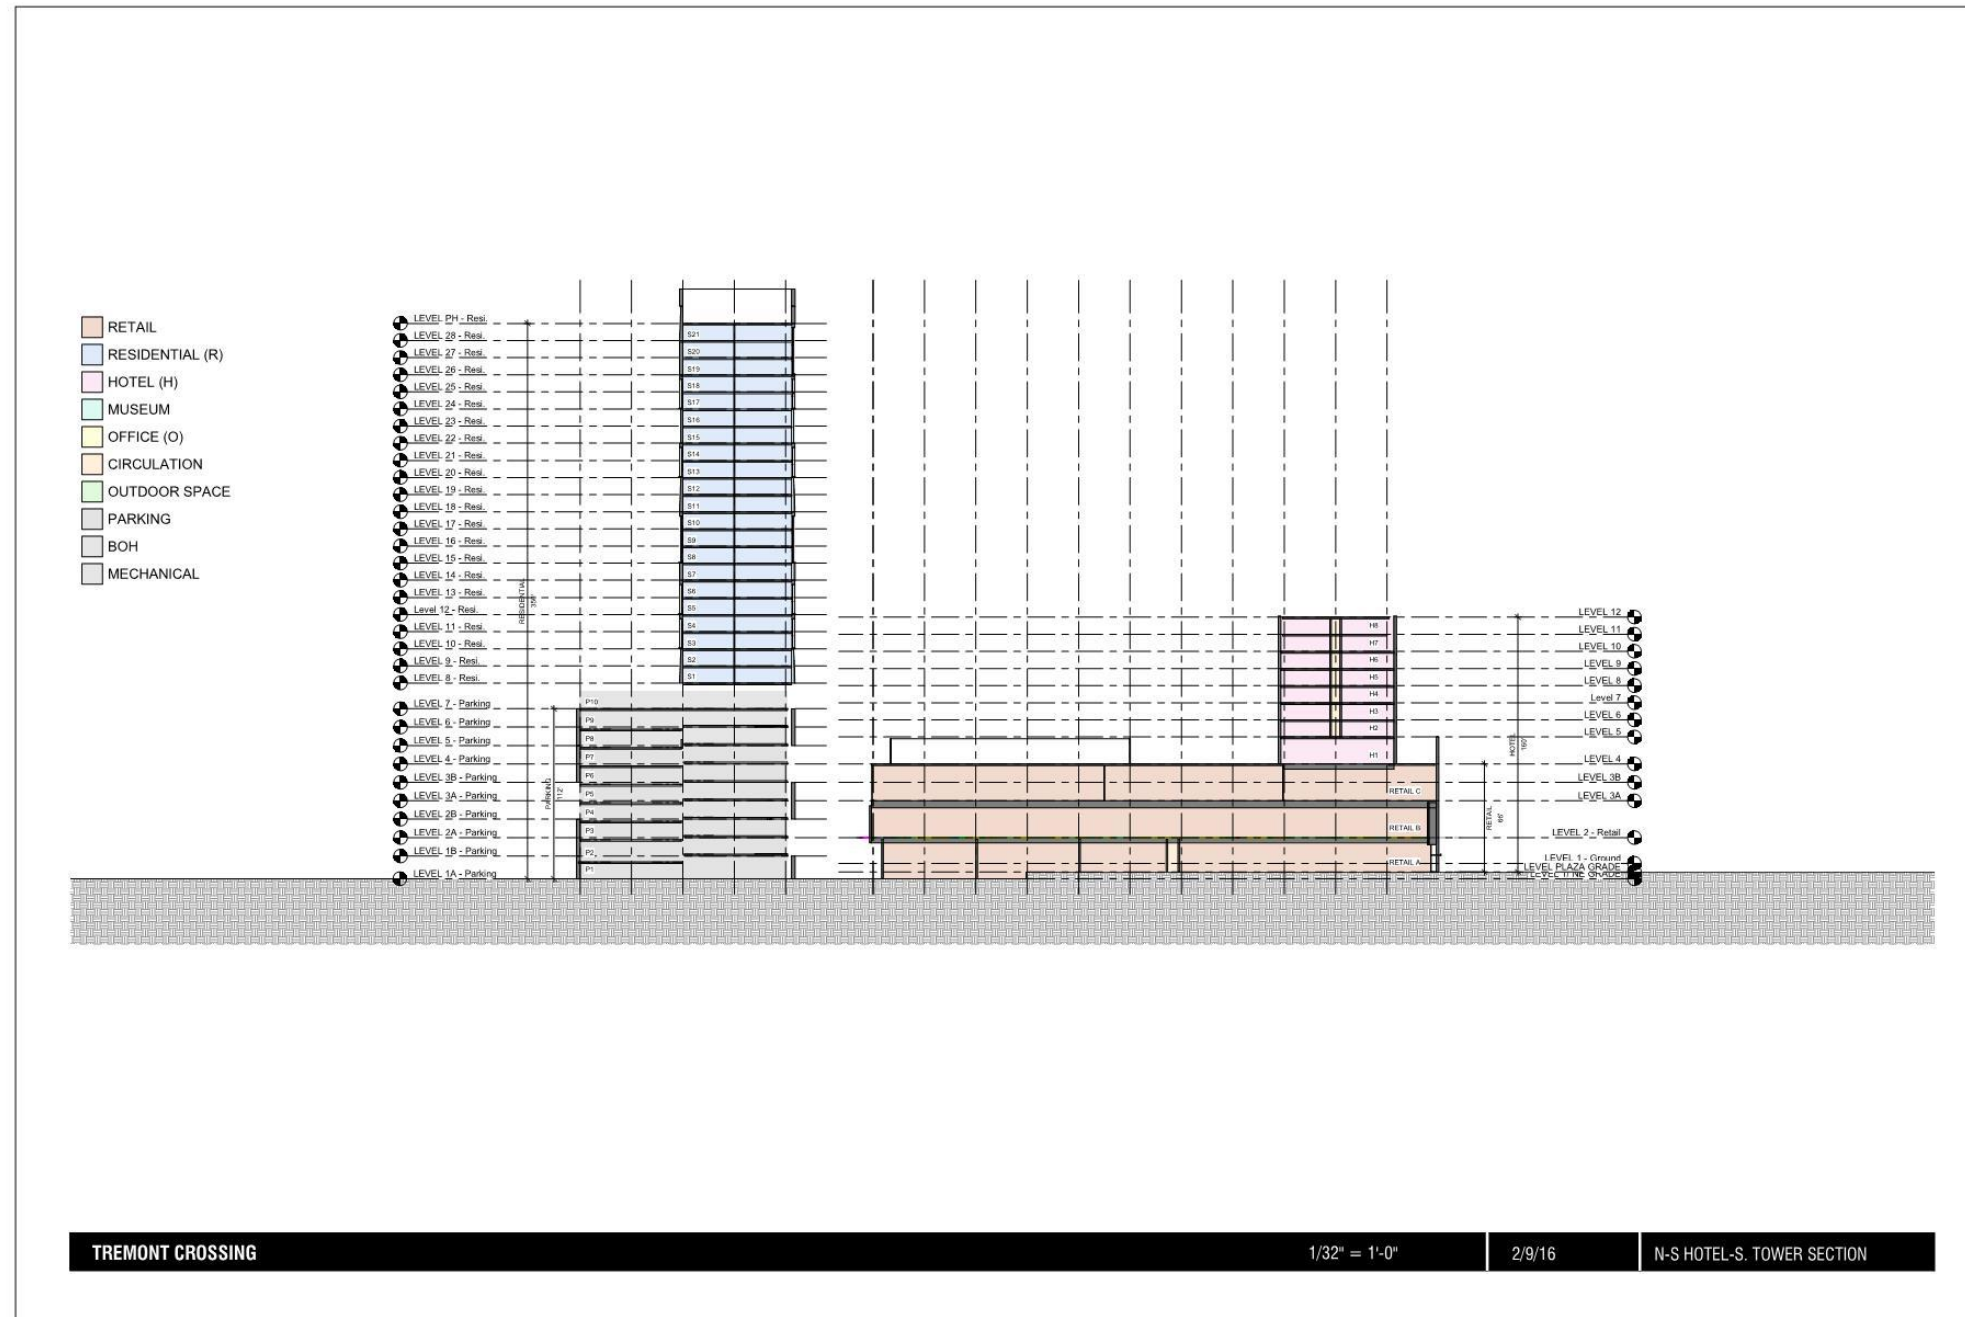 RETAIL
RESIDENTIAL (R)
HOTEL (H)
MUSEUM
OFFICE (O)
CIRCULATION
OUTDOOR SPACE
PARKING
BOH
MECHANICAL
LEVEL PH - Resi.
LEVEL 28 - Resi.
LEVEL 27 - Resi.
LEVEL 26 - Resi.
LEVEL 25 - Resi.
LEVEL 24 - Resi.
LEVEL 23 - Resi.
LEVEL 22 - Resi.
LEVEL 21 - Resi.
LEVEL 20 - Resi.
LEVEL 19 - Resi.
LEVEL 18 - Resi.
LEVEL 17 - Resi.
LEVEL 16 - Resi.
LEVEL 15 - Resi.
LEVEL 14 - Resi.
LEVEL 13 - Resi.
Level 12 - Resi.
LEVEL 11 - Resi.
LEVEL 10 - Resi.
LEVEL 9 - Resi.
LEVEL 8 - Resi.
LEVEL 7 - Parking
LEVEL 6 - Parking
LEVEL 5 - Parking
LEVEL 4 - Parking
LEVEL 3B - Parking
LEVEL 3A - Parking
LEVEL 2B - Parking
LEVEL 2A - Parking
LEVEL 1B - Parking
LEVEL 1A - Parking
RESIDENTIAL
PARKING
112'
S21
S20
S19
S18
S17
S16
S15
S14
S13
S12
S11
S10
S9
S8
S7
S6
S5
S4
S3
S2
S1
P10
P9
P8
P7
P6
P5
P4
P3
P2
P1
H8
H7
H6
H5
H4
H3
H2
H1
RETAIL C
RETAIL B
RETAIL A
RETAIL
66'
HOTEL
160'
LEVEL 12
LEVEL 11
LEVEL 10
LEVEL 9
LEVEL 8
Level 7
LEVEL 6
LEVEL 5
LEVEL 4
LEVEL 3B
LEVEL 3A
LEVEL 2 - Retail
LEVEL 1 - Ground
LEVEL PLAZA GRADE
TREMONT CROSSING
1/32" = 1'-0"
2/9/16
N-S HOTEL-S. TOWER SECTION